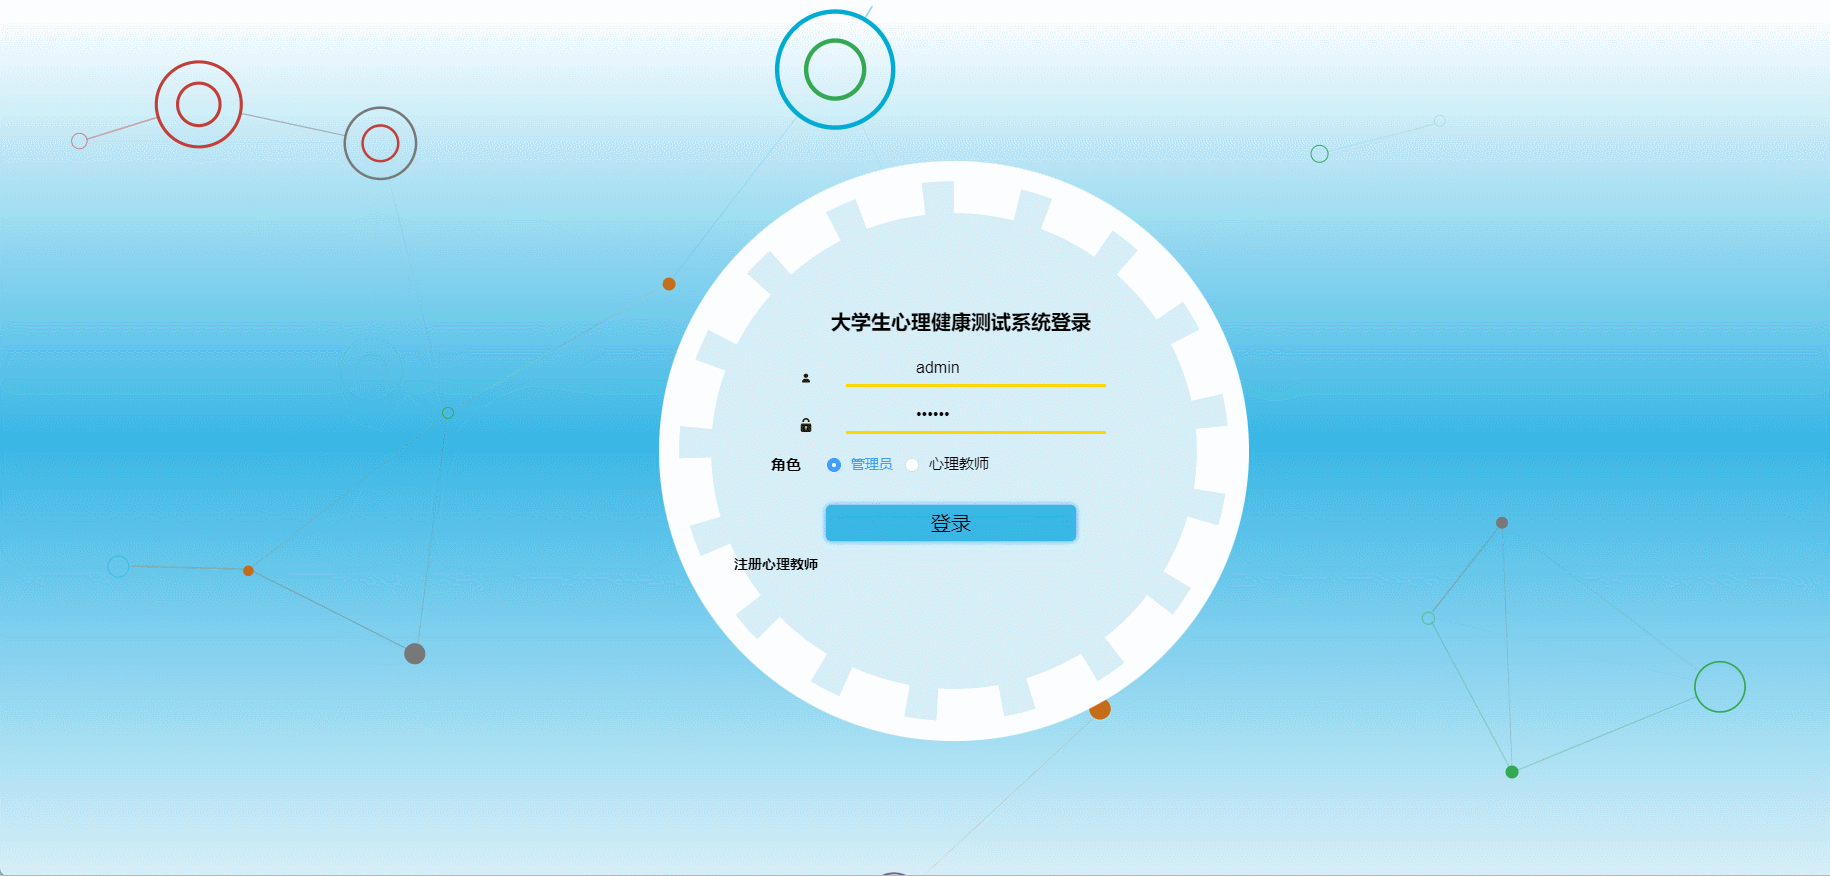 大学生心理健康测试系统登录
admin
••••••
角色 管理员 心理教师
登录
注册心理教师